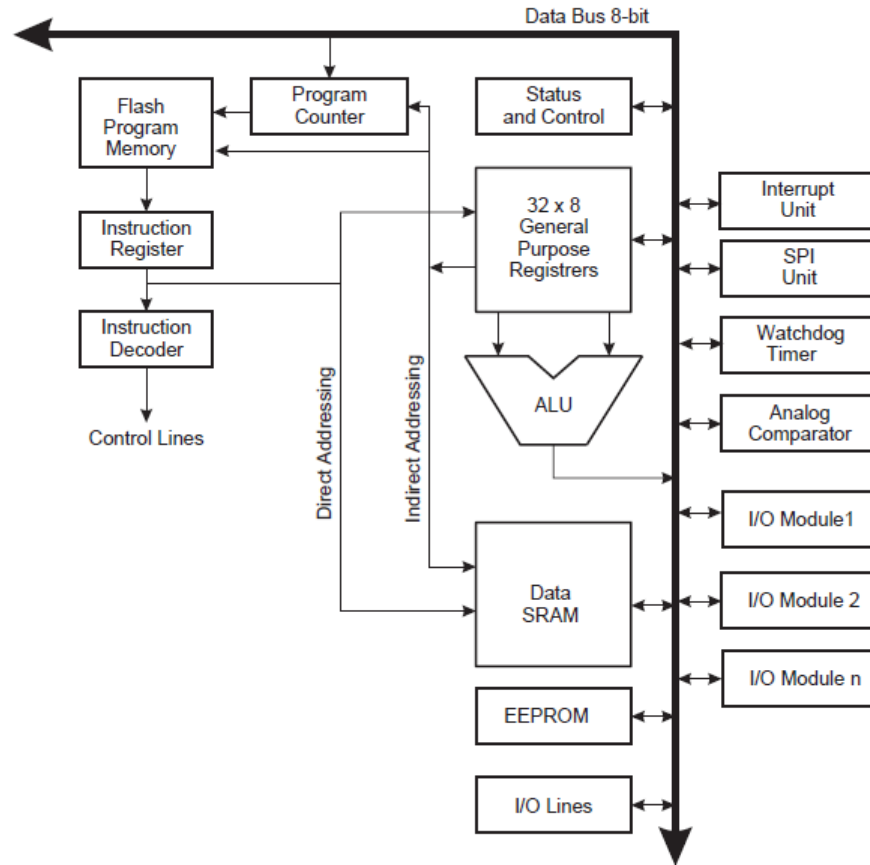 Data Bus 8-bit
Flash
Program
Memory
Program
Counter
Status
and Control
Instruction
Register
32 x 8
General
Purpose
Registrers
Instruction
Decoder
Control Lines
Direct Addressing
Indirect Addressing
ALU
Data
SRAM
EEPROM
I/O Lines
Interrupt
Unit
SPI
Unit
Watchdog
Timer
Analog
Comparator
I/O Module1
I/O Module 2
I/O Module n